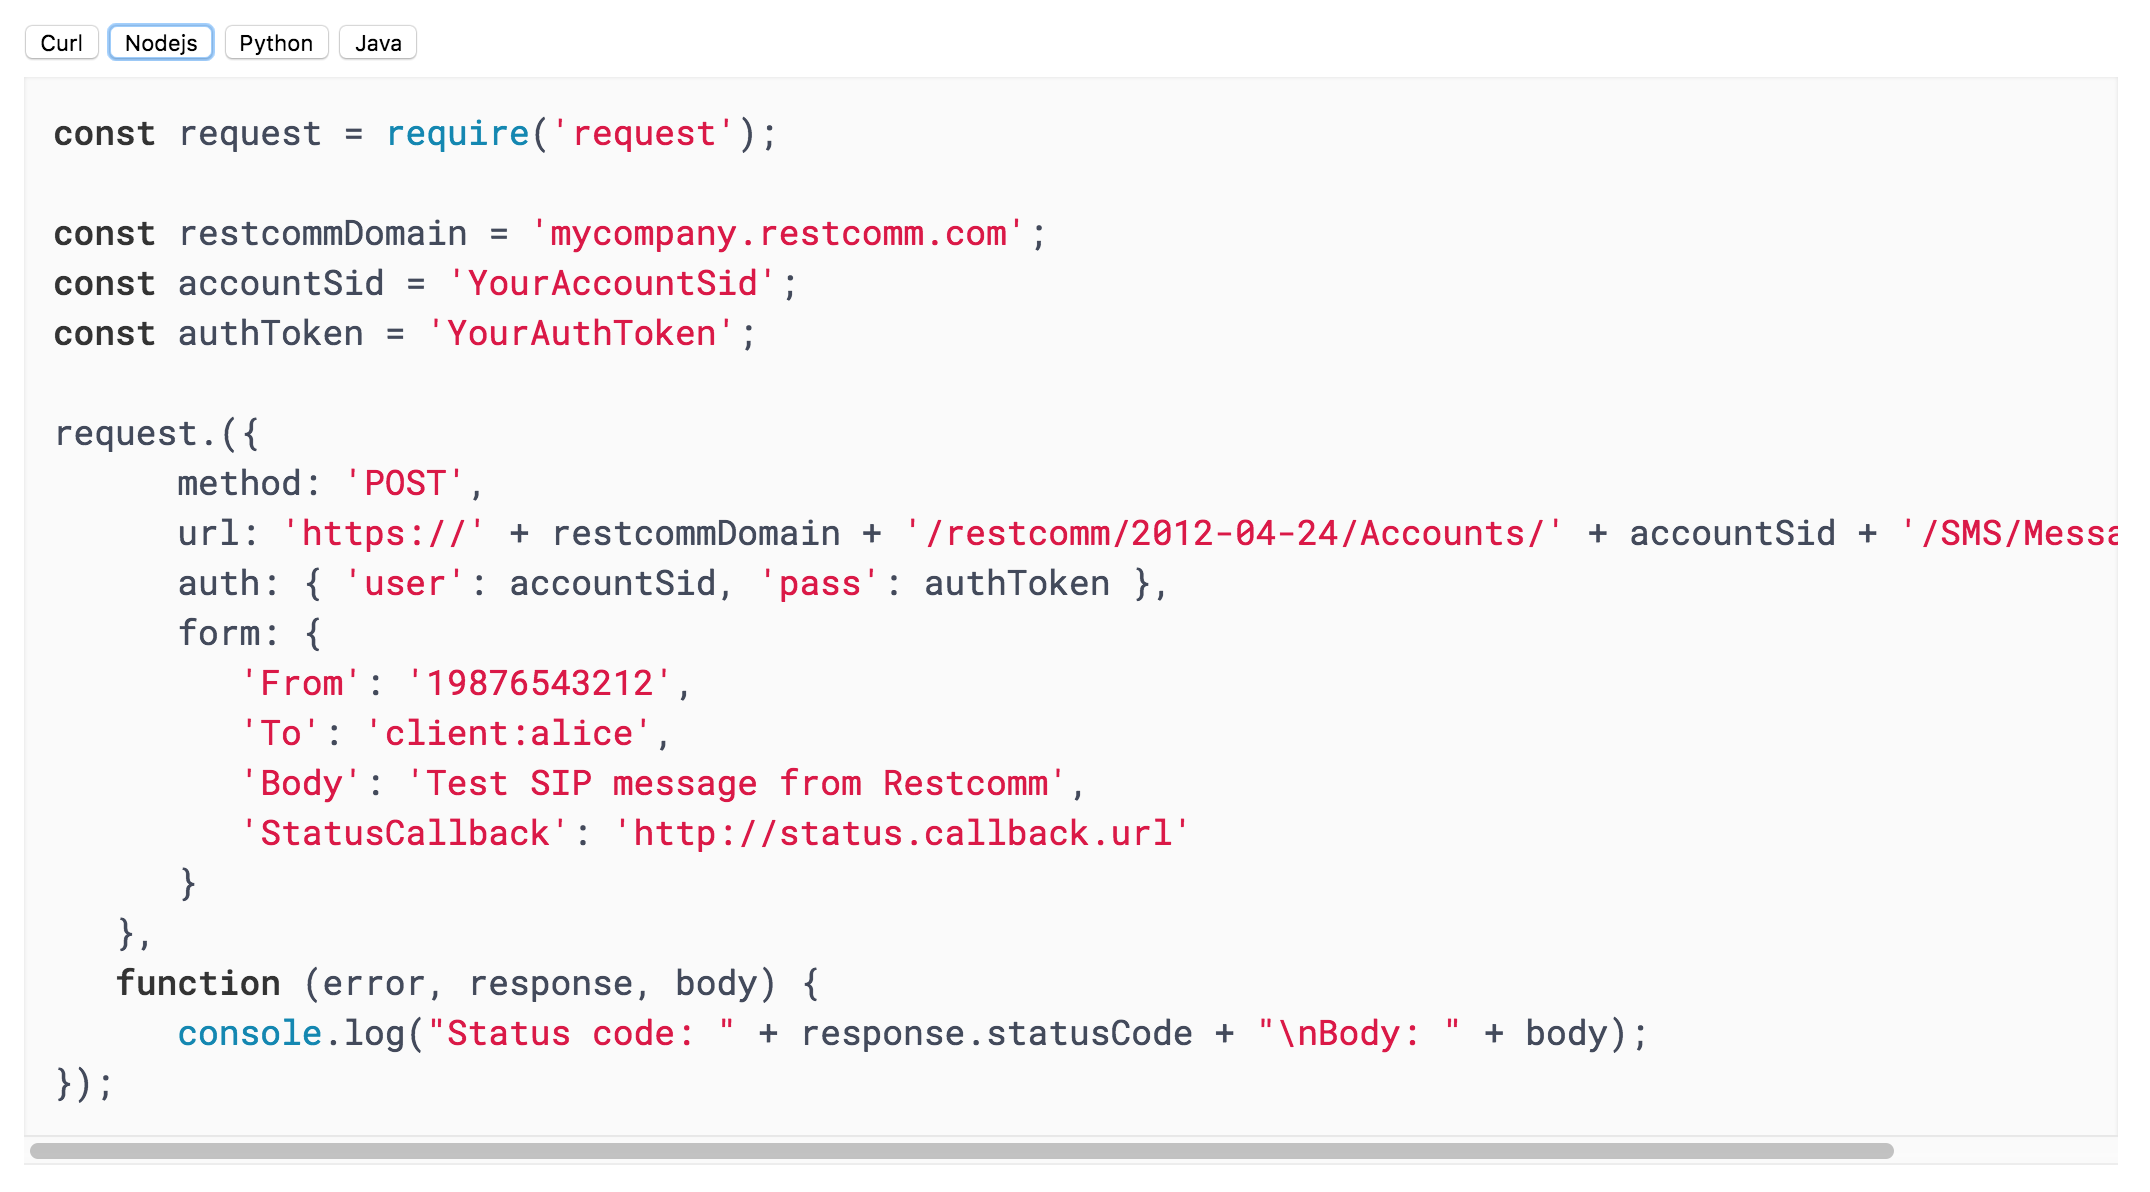 Curl Nodejs Python Java
const request = require('request');
const restcommDomain = 'mycompany.restcomm.com';
const accountSid = 'YourAccountSid';
const authToken = 'YourAuthToken';
request.({
method: 'POST',
url: 'https://' + restcommDomain + '/restcomm/2012-04-24/Accounts/' + accountSid + '/SMS/Messa
auth: { 'user': accountSid, 'pass': authToken },
form: {
'From': '19876543212',
'To': 'client:alice',
'Body': 'Test SIP message from Restcomm',
'StatusCallback': 'http://status.callback.url'
}
},
function (error, response, body) {
console.log("Status code: " + response.statusCode + "\nBody: " + body);
});